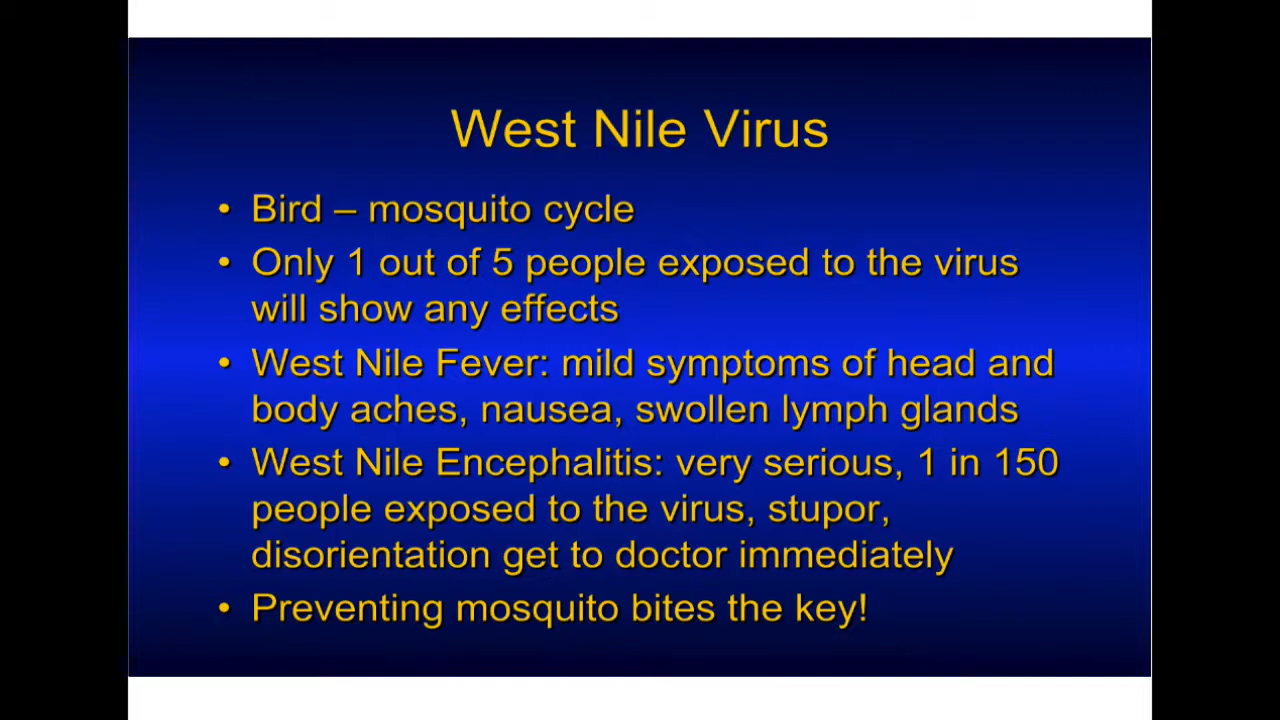 West Nile Virus
• Bird – mosquito cycle
• Only 1 out of 5 people exposed to the virus
will show any effects
• West Nile Fever: mild symptoms of head and
body aches, nausea, swollen lymph glands
• West Nile Encephalitis: very serious, 1 in 150
people exposed to the virus, stupor,
disorientation get to doctor immediately
• Preventing mosquito bites the key!